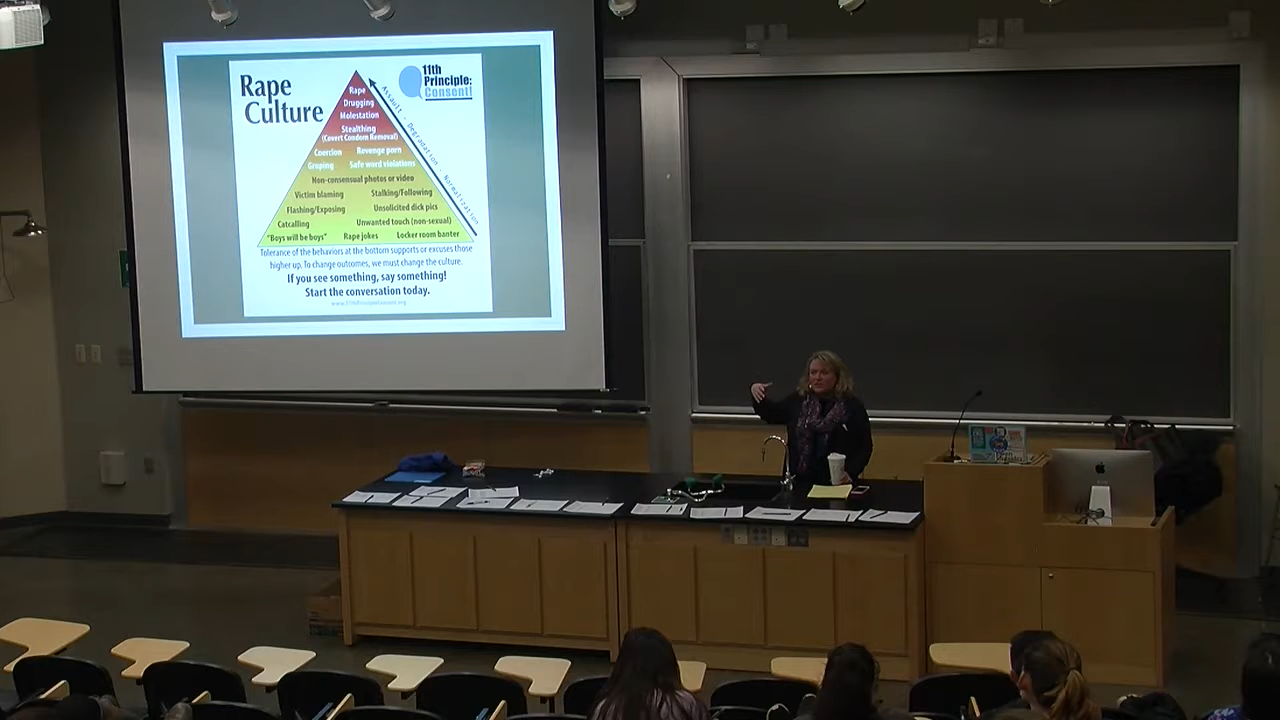 Rape
Culture
11th
Principle:
Consent!
Assault - Degradation - Normalization
Rape
Drugging
Molestation
Stealthing
(Covert Condom Removal)
Coercion Revenge porn
Groping Safe word violations
Non-consensual photos or video
Victim blaming Stalking/Following
Flashing/Exposing Unsolicited dick pics
Catcalling Unwanted touch (non-sexual)
"Boys will be boys" Rape jokes Locker room banter
Tolerance of the behaviors at the bottom supports or excuses those
higher up. To change outcomes, we must change the culture.
If you see something, say something!
Start the conversation today.